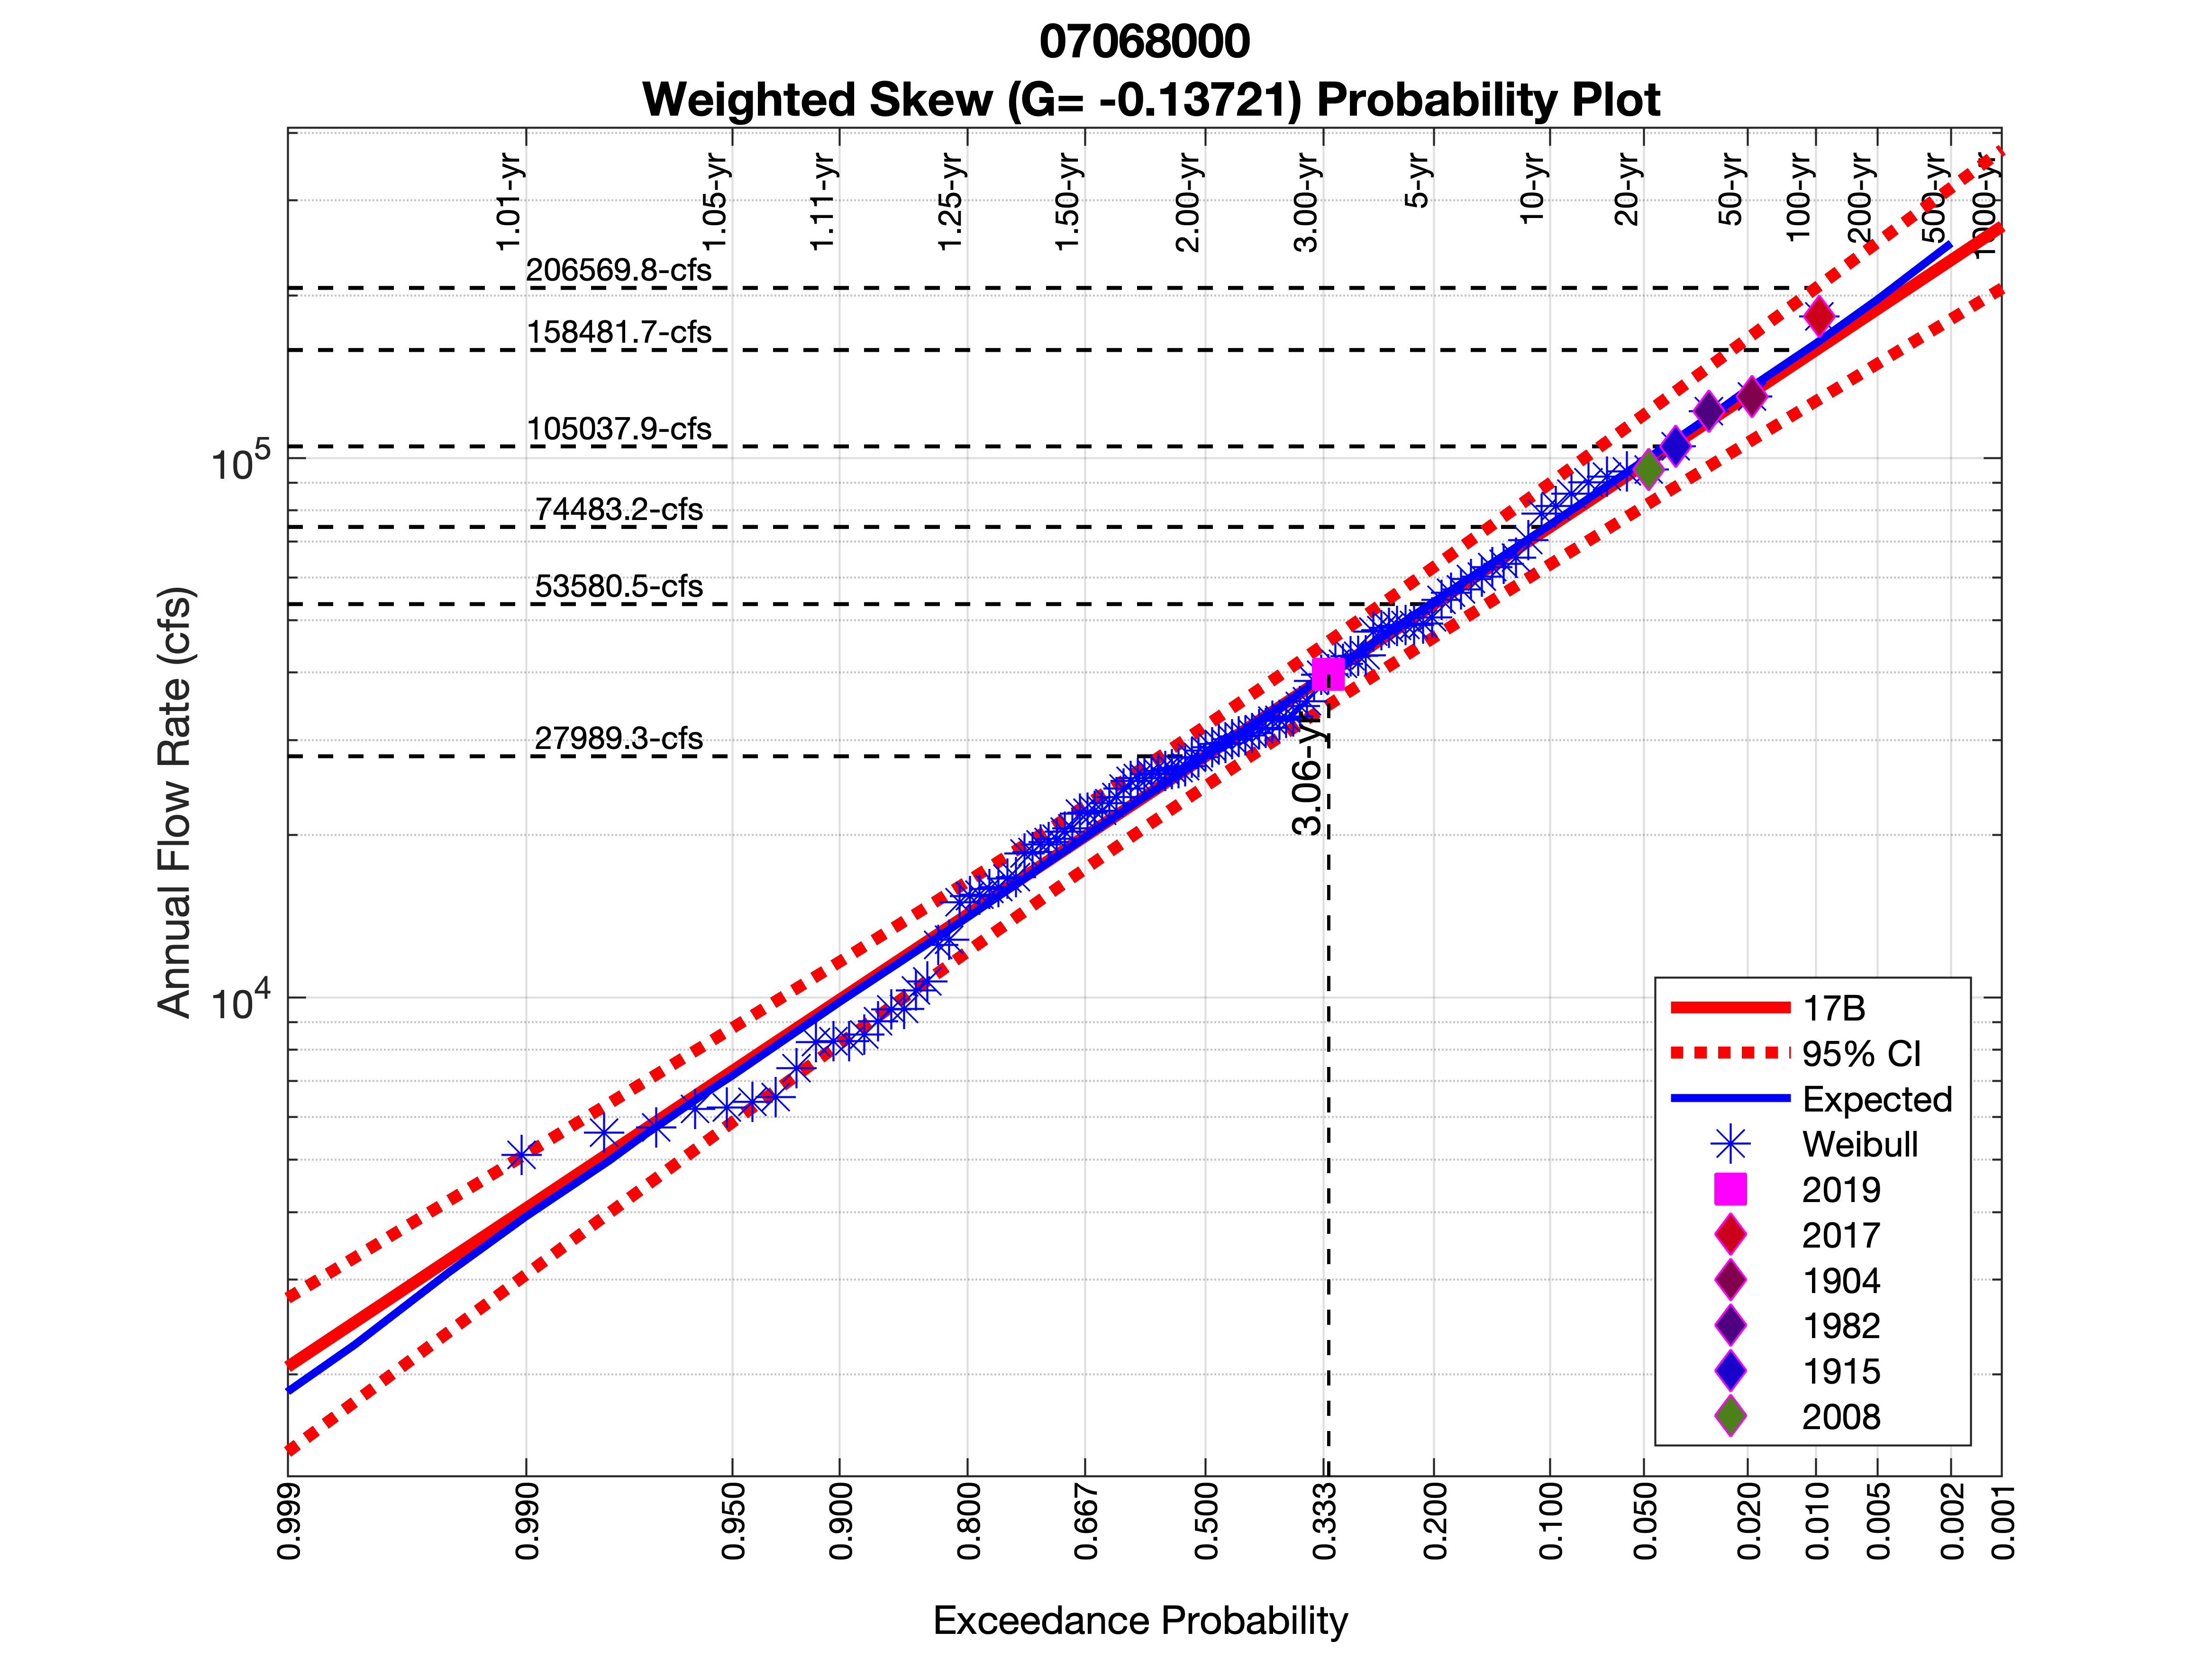 07068000
Weighted Skew (G= -0.13721) Probability Plot
1.01-yr
1.05-yr
1.11-yr
1.25-yr
1.50-yr
2.00-yr
3.00-yr
5-yr
10-yr
20-yr
50-yr
100-yr
200-yr
500-yr
1000-yr
206569.8-cfs
158481.7-cfs
105037.9-cfs
74483.2-cfs
53580.5-cfs
27989.3-cfs
10^5
10^4
Annual Flow Rate (cfs)
3.06-yr
17B
95% CI
Expected
Weibull
2019
2017
1904
1982
1915
2008
0.999
0.990
0.950
0.900
0.800
0.667
0.500
0.333
0.200
0.100
0.050
0.020
0.010
0.005
0.002
0.001
Exceedance Probability